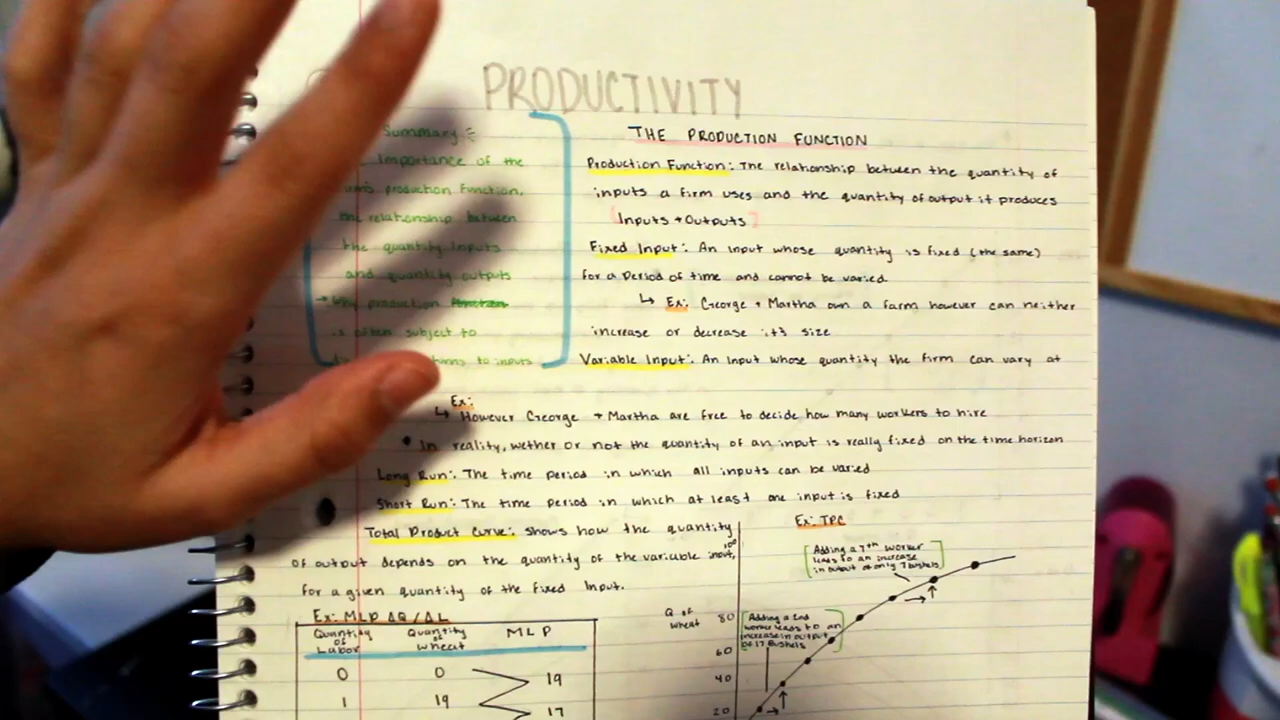 PRODUCTIVITY
Summary:
Importance of the
production Function,
the relationship between
the quantity inputs
and quantity outputs
→ why production function
is often subject to
to inputs
THE PRODUCTION FUNCTION
Production Function: The relationship between the quantity of
inputs a firm uses and the quantity of output it produces
[Inputs → Outputs]
Fixed Input: An input whose quantity is fixed (the same)
for a period of time and cannot be varied
↳ Ex: George + Martha own a farm however can neither
increase or decrease its size
Variable Input: An input whose quantity the firm can vary at
Ex:
↳ However George + Martha are free to decide how many workers to hire
• In reality, wether or not the quantity of an input is really fixed on the time horizon
Long Run: The time period in which all inputs can be varied
Short Run: The time period in which at least one input is fixed
Total Product Curve: shows how the quantity
of output depends on the quantity of the variable input,
for a given quantity of the fixed input.
Ex: MLP ΔQ/ΔL
Quantity of Labor Quantity of wheat MLP
0 0 19
1 19 17
Ex: TPC
Adding a 7th worker
leads to an increase
in output of only 7 bushels
100
Q of wheat
80
60
40
20
Adding a 2nd
worker leads to an
increase in output
of 17 bushels